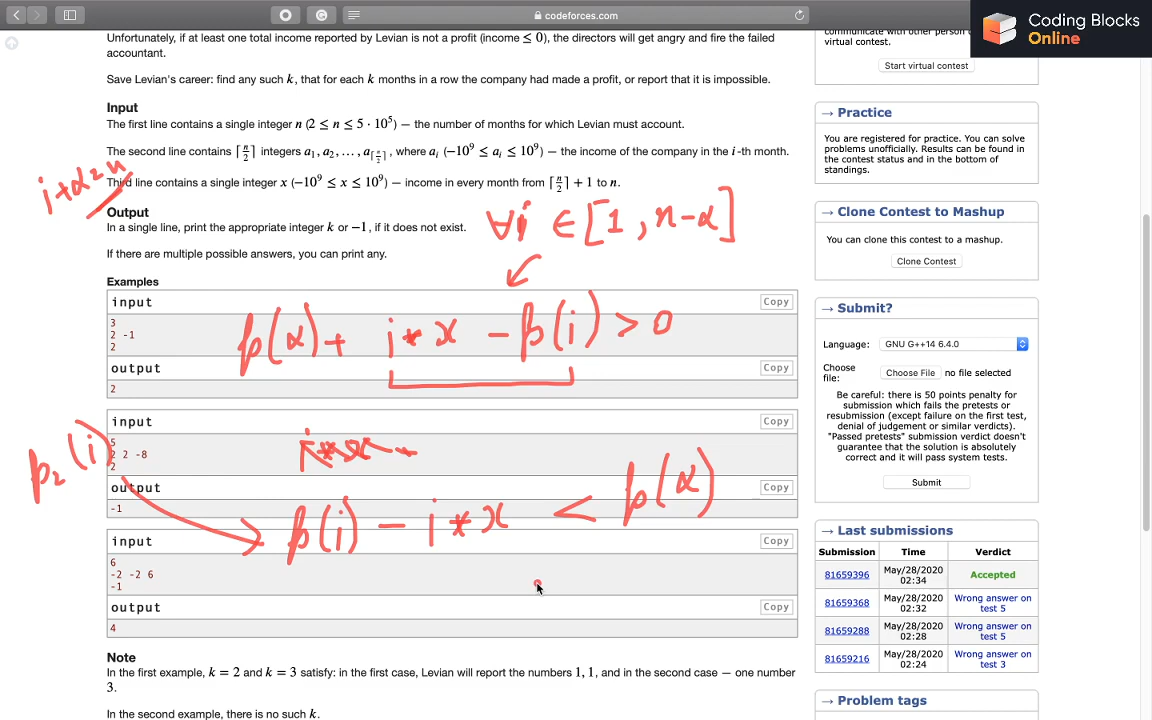 codeforces.com
Coding Blocks
Online
Unfortunately, if at least one total income reported by Levian is not a profit (income ≤ 0), the directors will get angry and fire the failed
accountant.
Save Levian's career: find any such k, that for each k months in a row the company had made a profit, or report that it is impossible.
Input
The first line contains a single integer n (2 ≤ n ≤ 5 · 10⁵) — the number of months for which Levian must account.
The second line contains ⌈n/2⌉ integers a₁, a₂, …, a⌈n/2⌉, where aᵢ (−10⁹ ≤ aᵢ ≤ 10⁹) — the income of the company in the i-th month.
Third line contains a single integer x (−10⁹ ≤ x ≤ 10⁹) — income in every month from ⌈n/2⌉ + 1 to n.
i+α=n
Output
In a single line, print the appropriate integer k or −1, if it does not exist.
∀i ∈ [1, n-α]
If there are multiple possible answers, you can print any.
Examples
input
Copy
3
2 -1
2
p(α) + i*x - p(i) > 0
output
Copy
2
input
Copy
5
2 2 -8
2
p₂(i)
output
Copy
-1
p(i) - i*x < p(α)
input
Copy
6
-2 -2 6
-1
output
Copy
4
Note
In the first example, k = 2 and k = 3 satisfy: in the first case, Levian will report the numbers 1, 1, and in the second case — one number
3.
In the second example, there is no such k.
communicate with other person
virtual contest.
Start virtual contest
→ Practice
You are registered for practice. You can solve
problems unofficially. Results can be found in
the contest status and in the bottom of
standings.
→ Clone Contest to Mashup
You can clone this contest to a mashup.
Clone Contest
→ Submit?
Language: GNU G++14 6.4.0
Choose
file:
Choose File no file selected
Be careful: there is 50 points penalty for
submission which fails the pretests or
resubmission (except failure on the first test,
denial of judgement or similar verdicts).
"Passed pretests" submission verdict doesn't
guarantee that the solution is absolutely
correct and it will pass system tests.
Submit
→ Last submissions
Submission Time Verdict
81659396 May/28/2020 02:34 Accepted
81659368 May/28/2020 02:32 Wrong answer on test 5
81659288 May/28/2020 02:28 Wrong answer on test 5
81659216 May/28/2020 02:24 Wrong answer on test 3
→ Problem tags